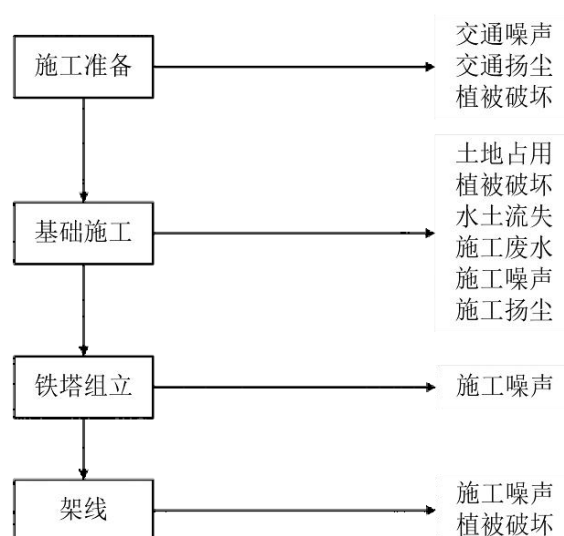 施工准备
交通噪声
交通扬尘
植被破坏
基础施工
土地占用
植被破坏
水土流失
施工废水
施工噪声
施工扬尘
铁塔组立
施工噪声
架线
施工噪声
植被破坏